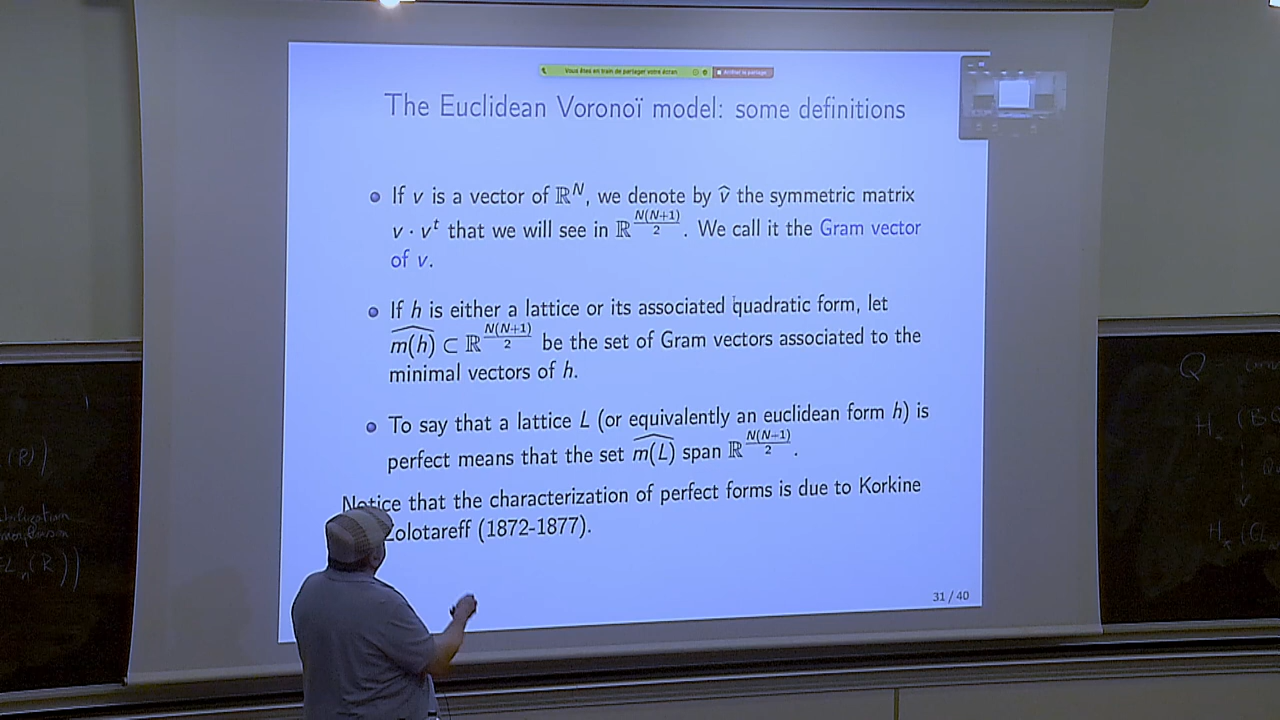 Vous êtes en train de partager votre écran
Arrêter le partage
The Euclidean Voronoï model: some definitions
If v is a vector of ℝᴺ, we denote by v̂ the symmetric matrix
v · vᵗ that we will see in ℝ^{N(N+1)/2}. We call it the Gram vector
of v.
If h is either a lattice or its associated quadratic form, let
\widehat{m(h)} ⊂ ℝ^{N(N+1)/2} be the set of Gram vectors associated to the
minimal vectors of h.
To say that a lattice L (or equivalently an euclidean form h) is
perfect means that the set \widehat{m(L)} span ℝ^{N(N+1)/2}.
Notice that the characterization of perfect forms is due to Korkine
Zolotareff (1872-1877).
31 / 40
(R)
Q
H